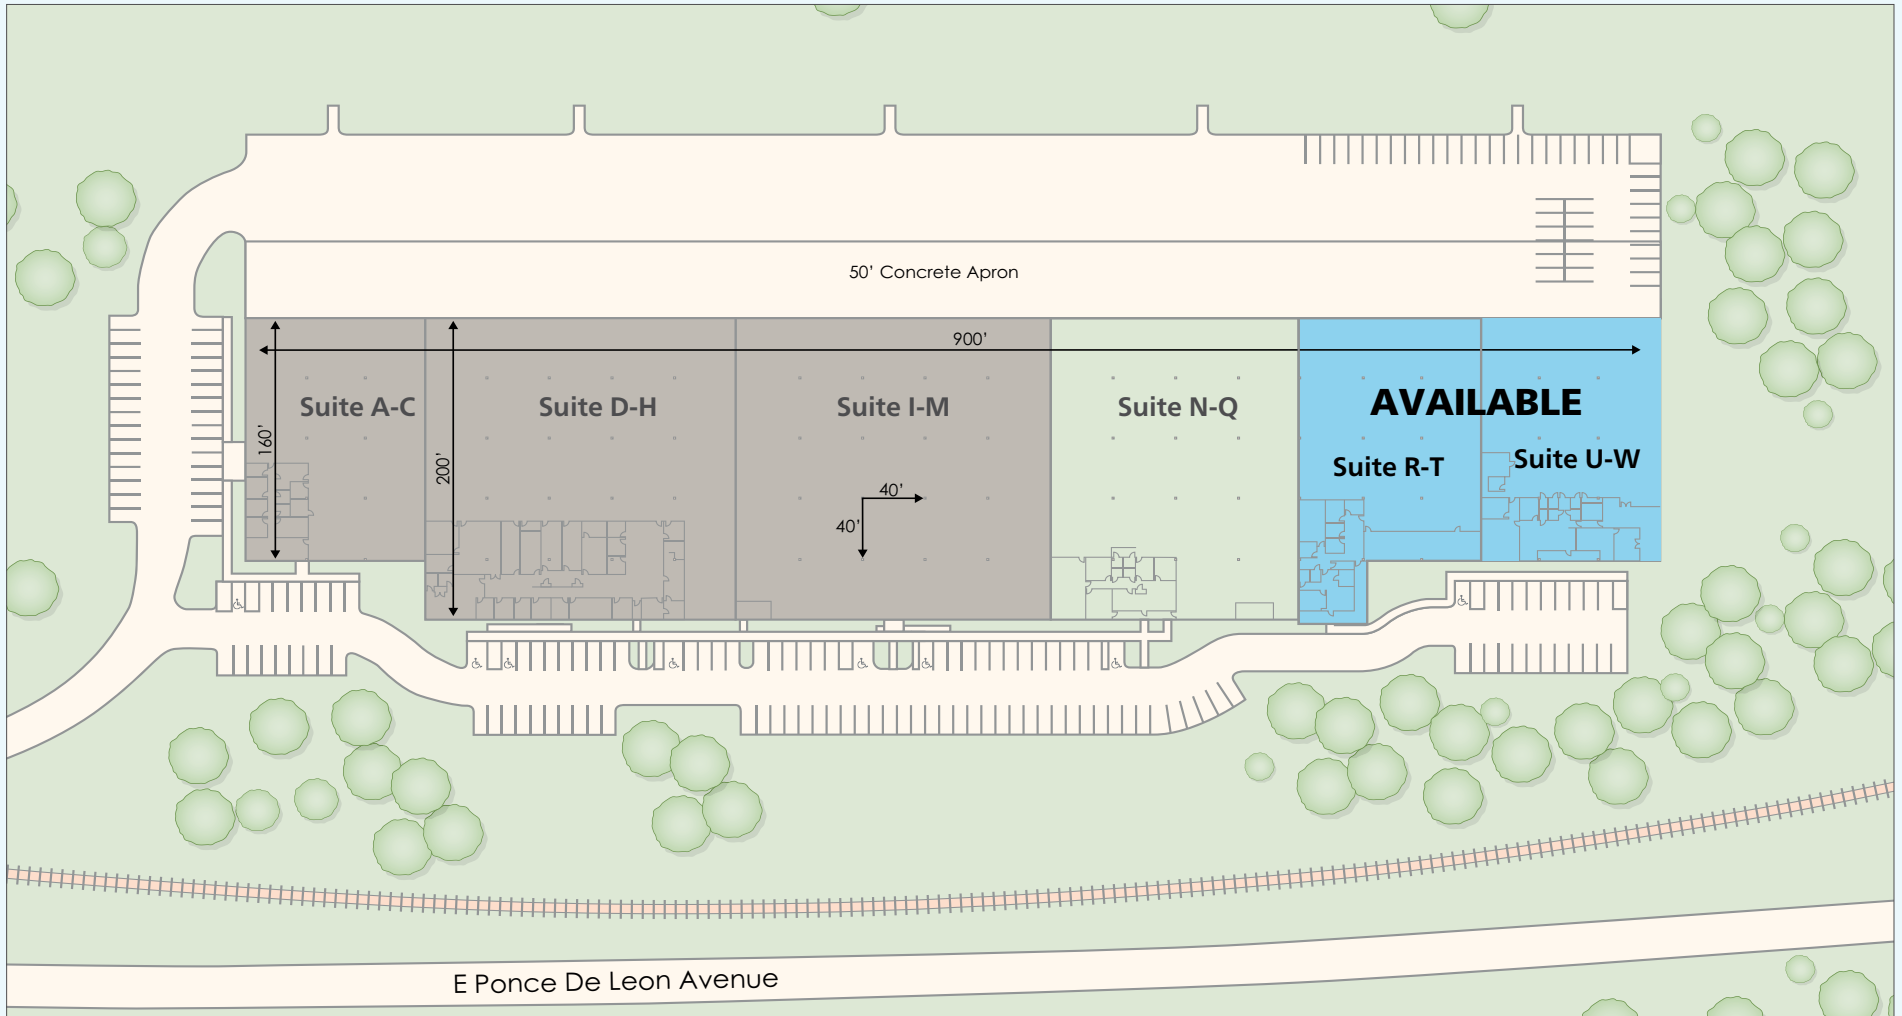 50’ Concrete Apron
900’
Suite A-C
Suite D-H
Suite I-M
Suite N-Q
AVAILABLE
160’
200’
Suite R-T
Suite U-W
40’
40’
E Ponce De Leon Avenue